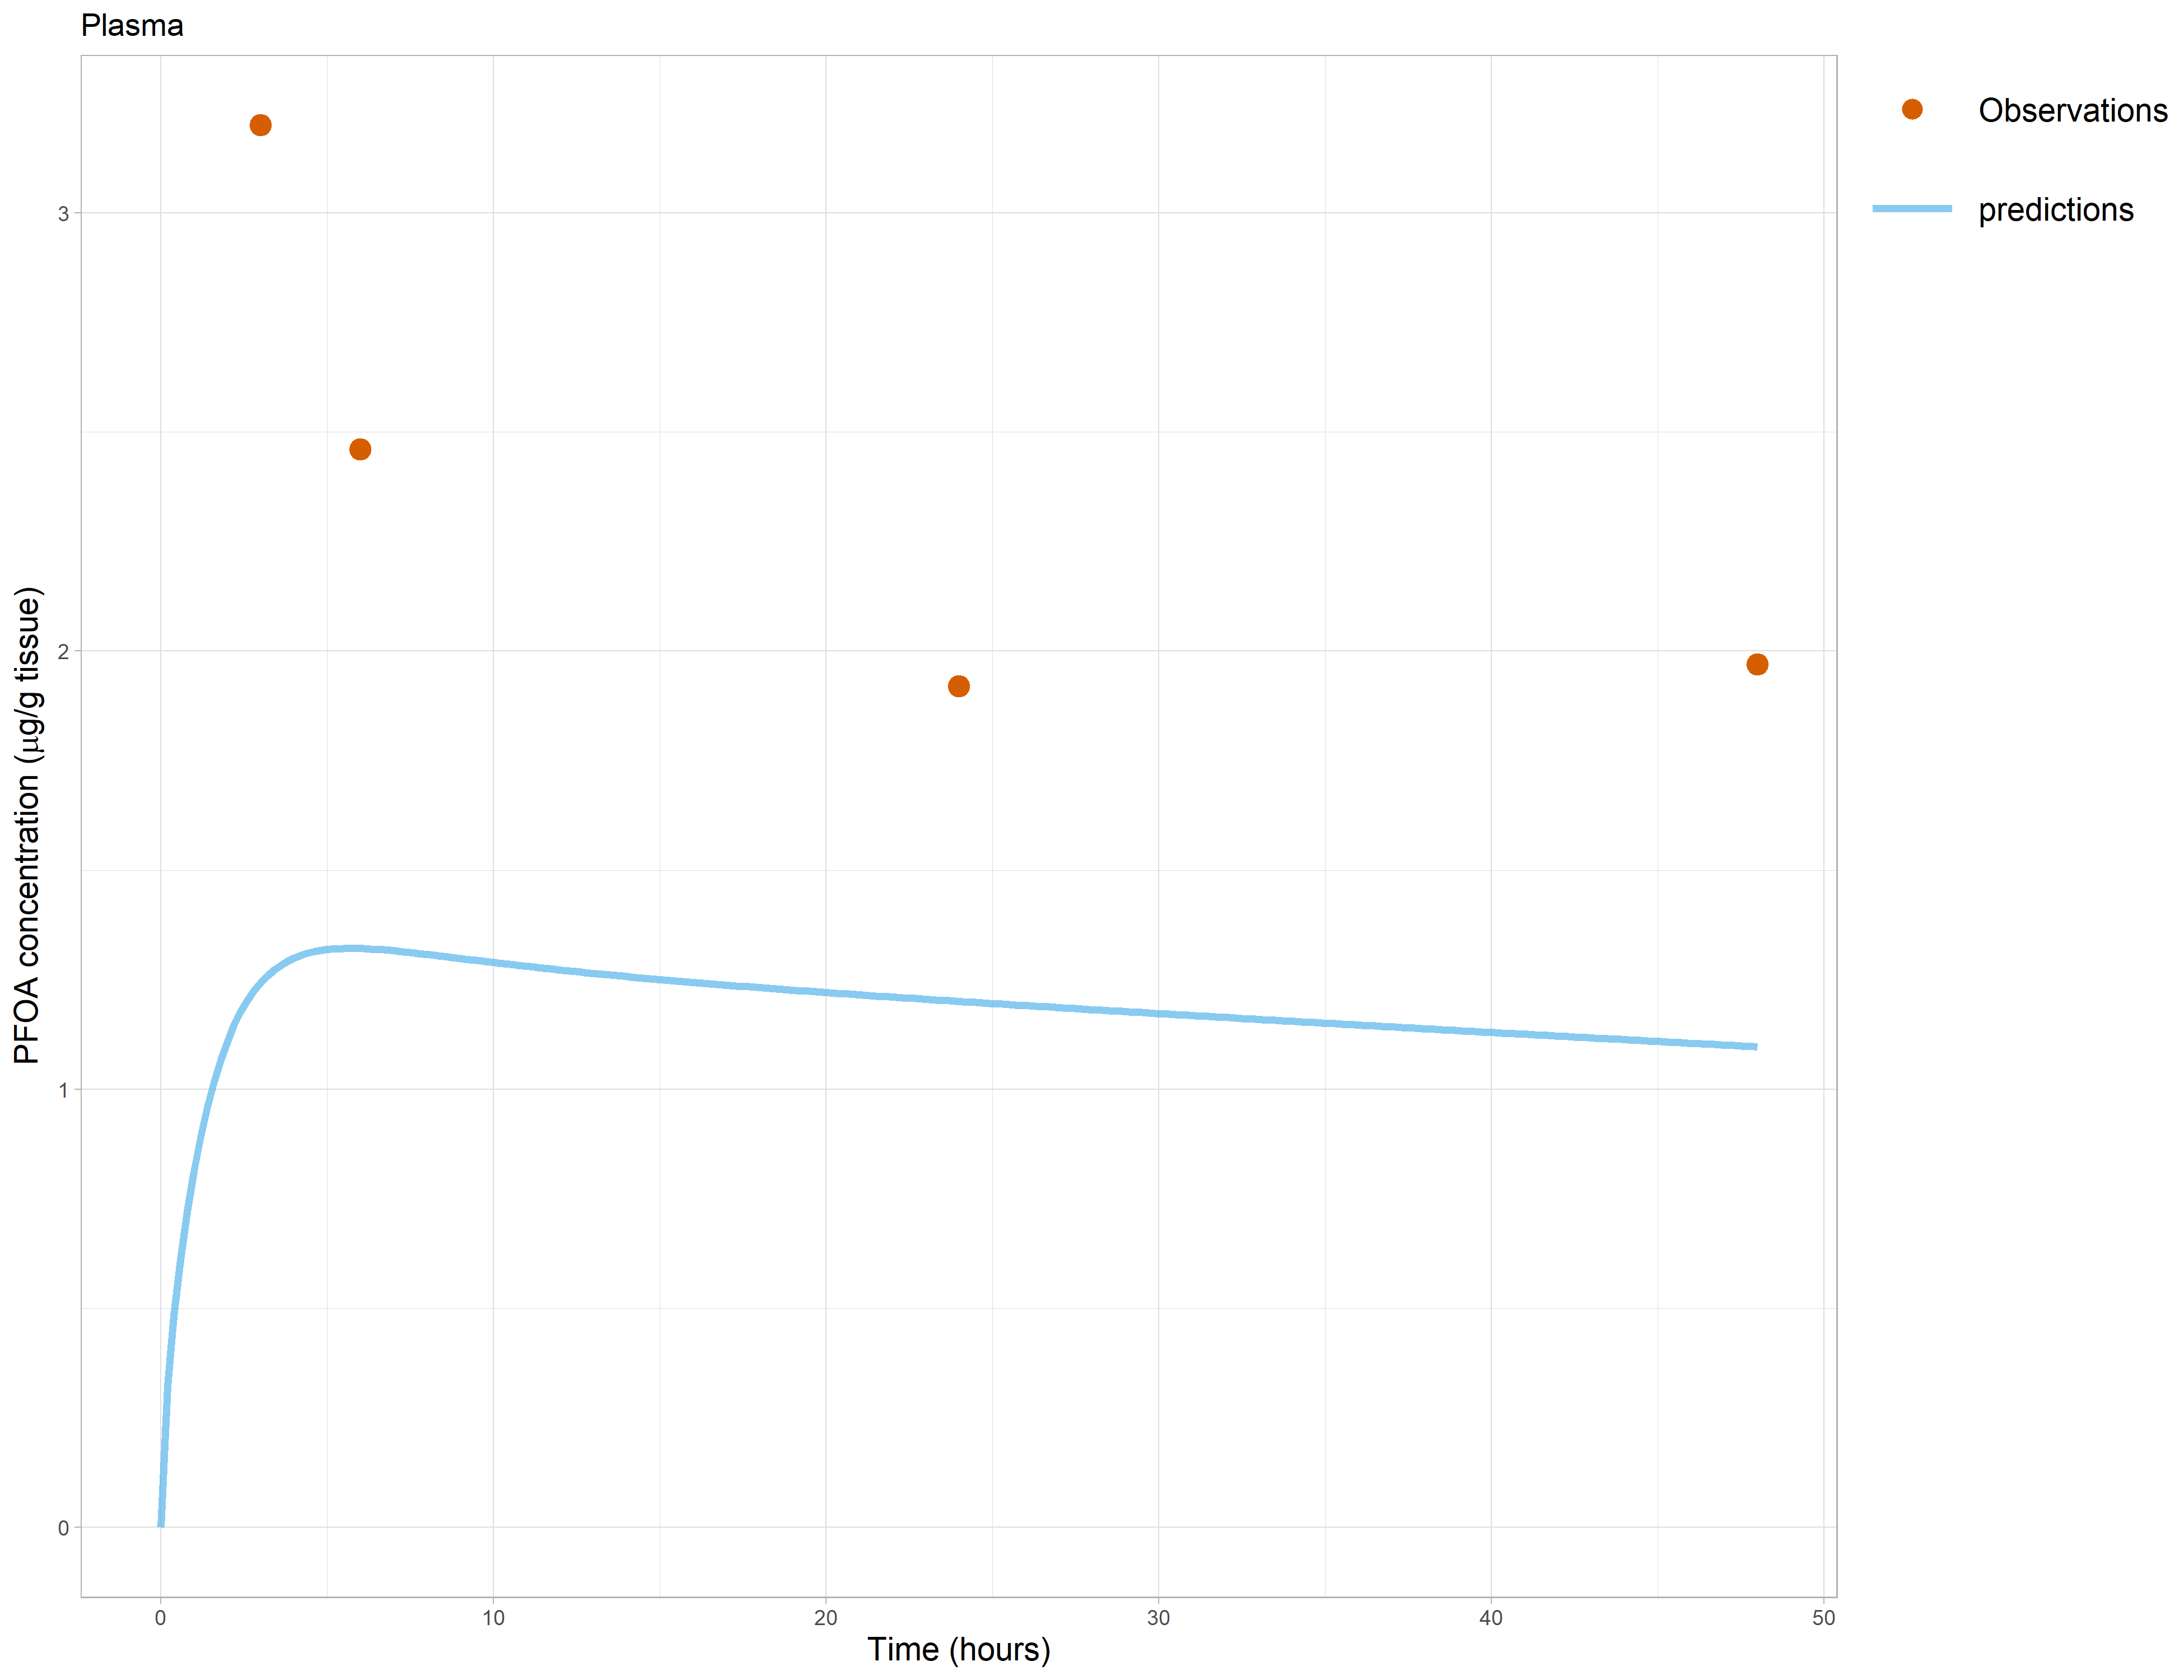 Plasma
Observations
predictions
PFOA concentration (μg/g tissue)
3
2
1
0
0 10 20 30 40 50
Time (hours)